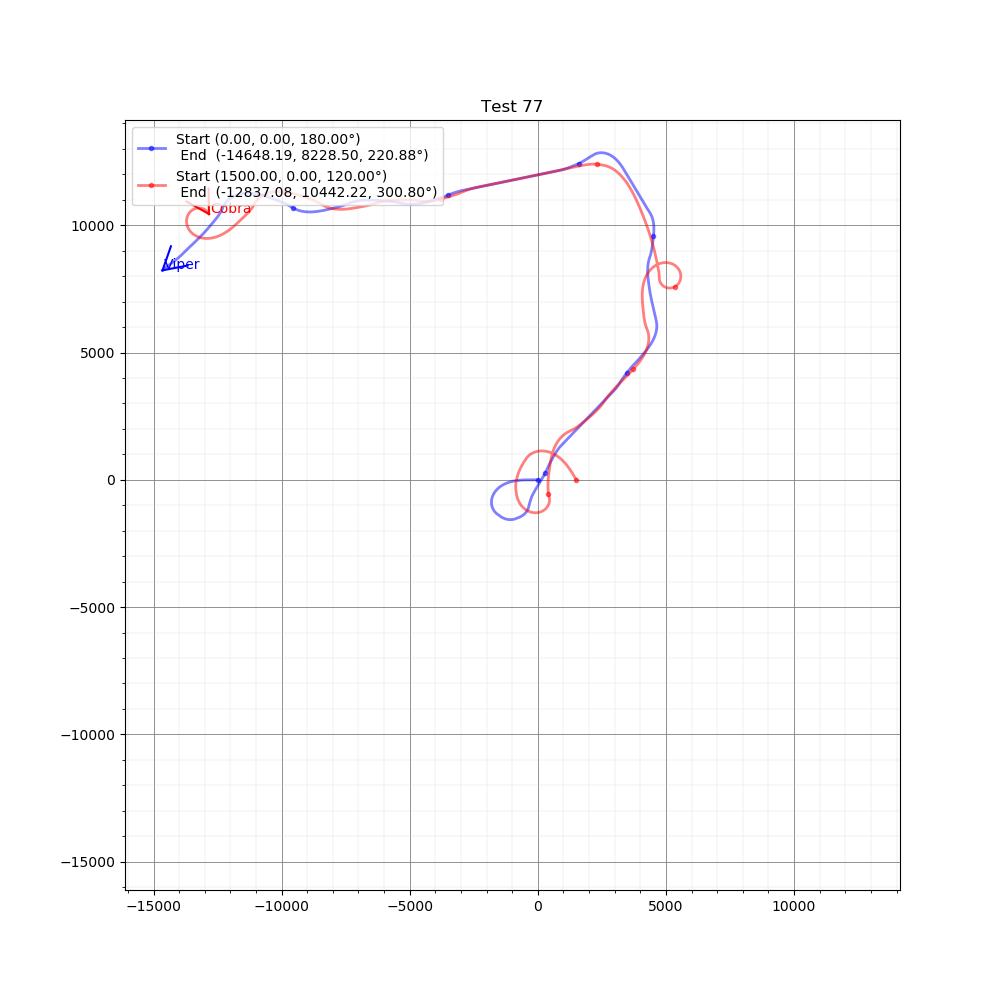 Test 77
Start (0.00, 0.00, 180.00°)
End (-14648.19, 8228.50, 220.88°)
Start (1500.00, 0.00, 120.00°)
End (-12837.08, 10442.22, 300.80°)
Cobra
Viper
10000
5000
0
−5000
−10000
−15000
−15000 −10000 −5000 0 5000 10000